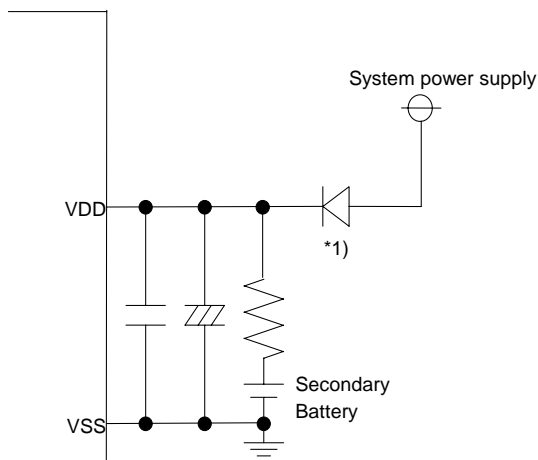 System power supply
VDD
*1)
Secondary
Battery
VSS